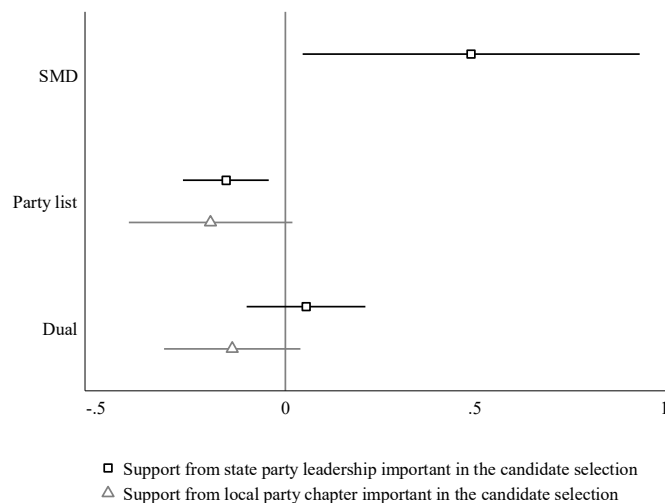 SMD
Party list
Dual
-.5 0 .5 1
Support from state party leadership important in the candidate selection
Support from local party chapter important in the candidate selection